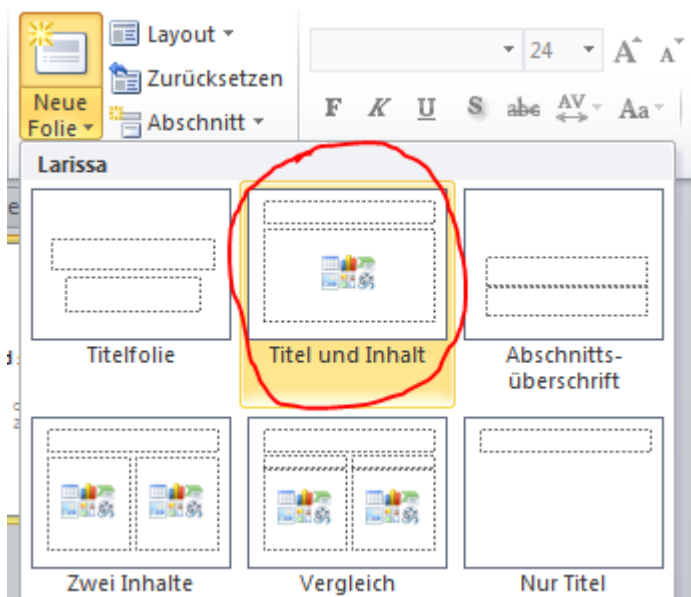 Layout
Zurücksetzen
Neue
Folie
Abschnitt
24 A A
F K U S abc AV Aa
Larissa
Titelfolie
Titel und Inhalt
Abschnitts-
überschrift
Zwei Inhalte
Vergleich
Nur Titel